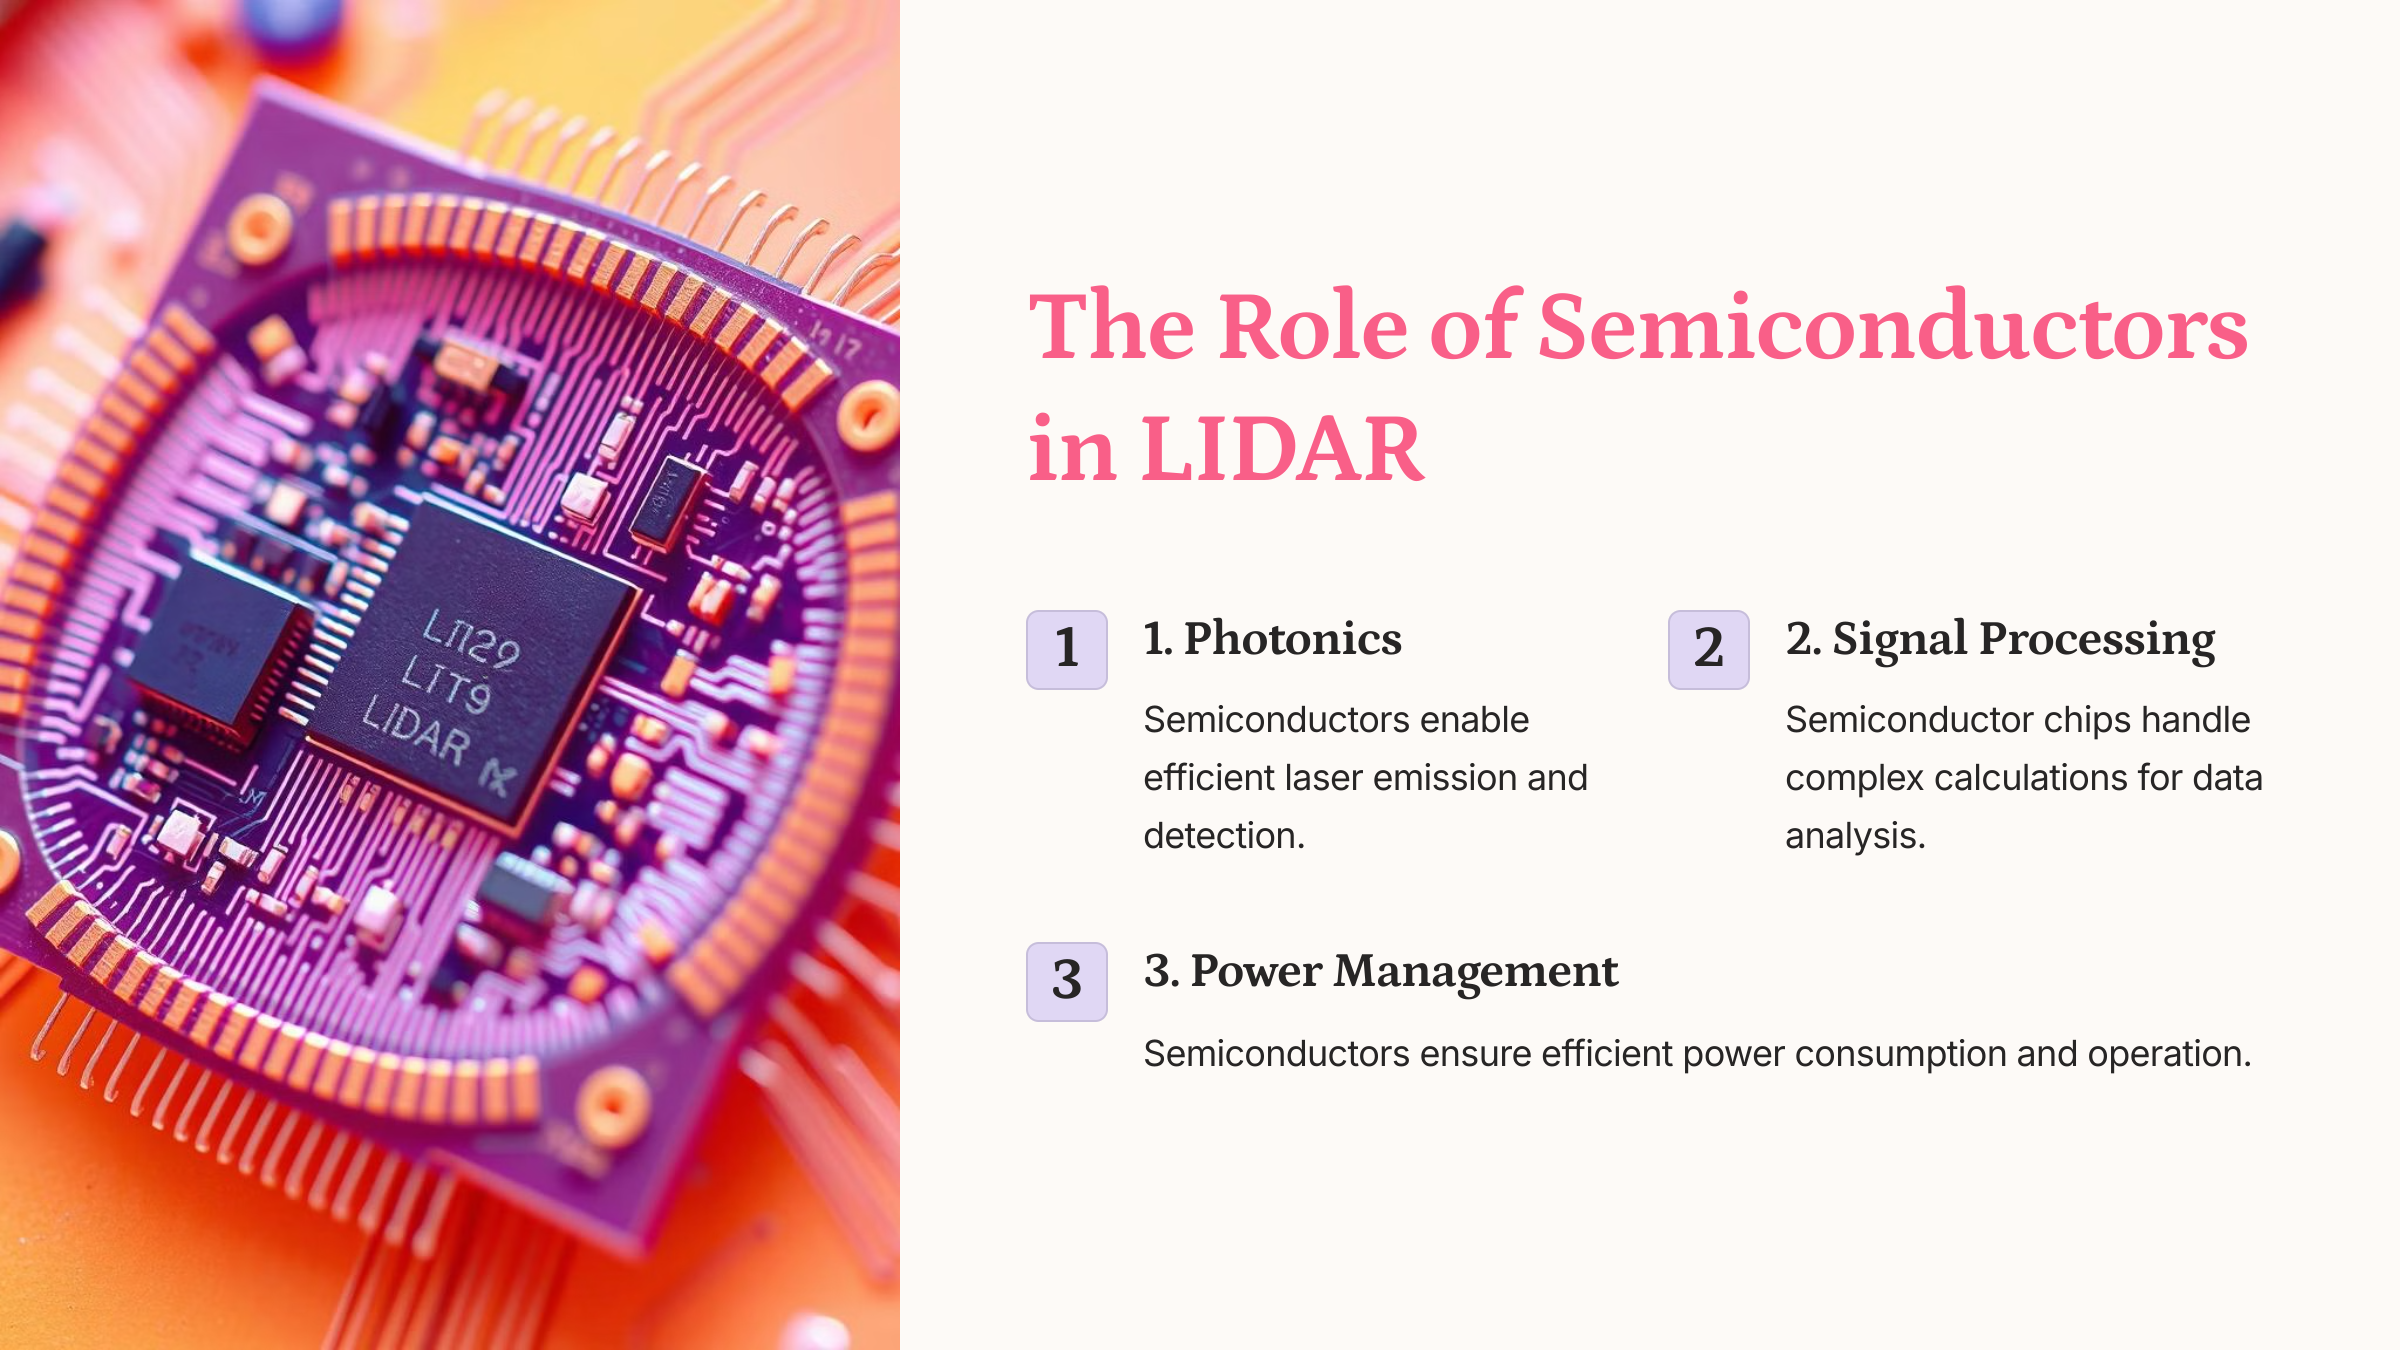 The Role of Semiconductors
in LIDAR
1
1. Photonics
Semiconductors enable
efficient laser emission and
detection.
2
2. Signal Processing
Semiconductor chips handle
complex calculations for data
analysis.
3
3. Power Management
Semiconductors ensure efficient power consumption and operation.
LIT9
LIDAR